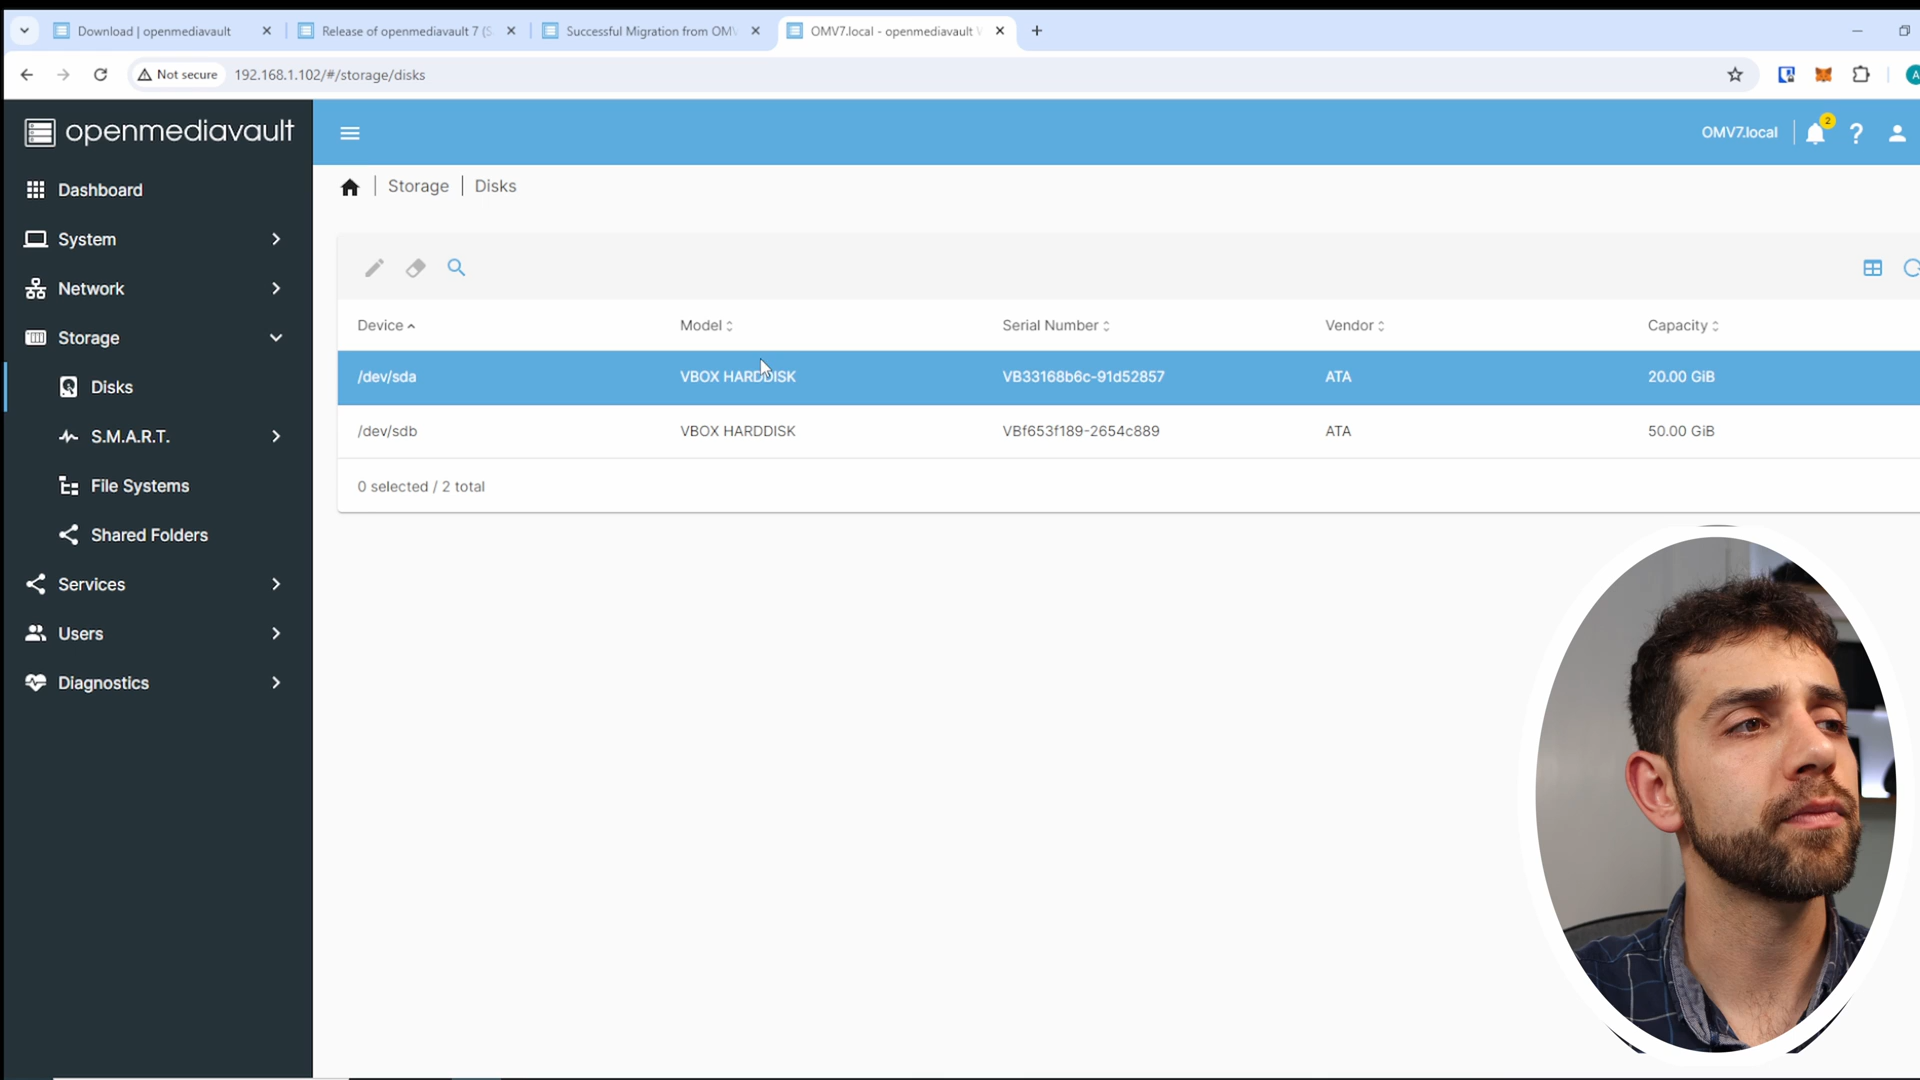 Download | openmediavault
Release of openmediavault 7 (S
Successful Migration from OMV
OMV7.local - openmediavault
Not secure
192.168.1.102/#/storage/disks
A
openmediavault
OMV7.local
2
?
Dashboard
System
Network
Storage
Disks
S.M.A.R.T.
File Systems
Shared Folders
Services
Users
Diagnostics
Storage | Disks
Device Model Serial Number Vendor Capacity
/dev/sda VBOX HARDDISK VB33168b6c-91d52857 ATA 20.00 GiB
/dev/sdb VBOX HARDDISK VBf653f189-2654c889 ATA 50.00 GiB
0 selected / 2 total